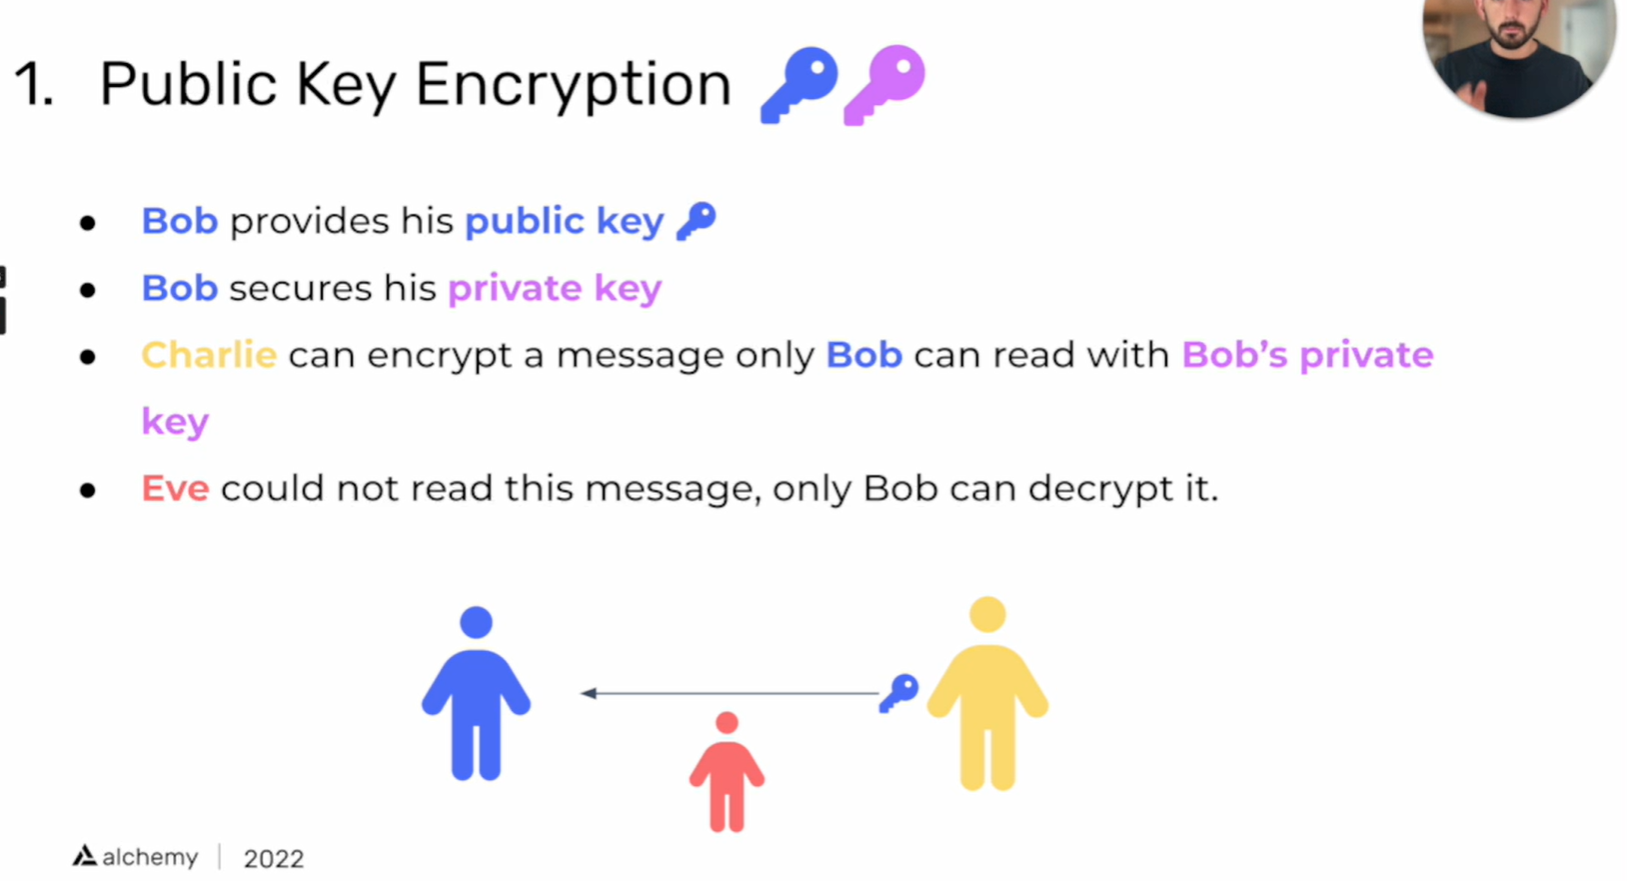 1. Public Key Encryption
● Bob provides his public key
● Bob secures his private key
● Charlie can encrypt a message only Bob can read with Bob's private
key
● Eve could not read this message, only Bob can decrypt it.
alchemy | 2022